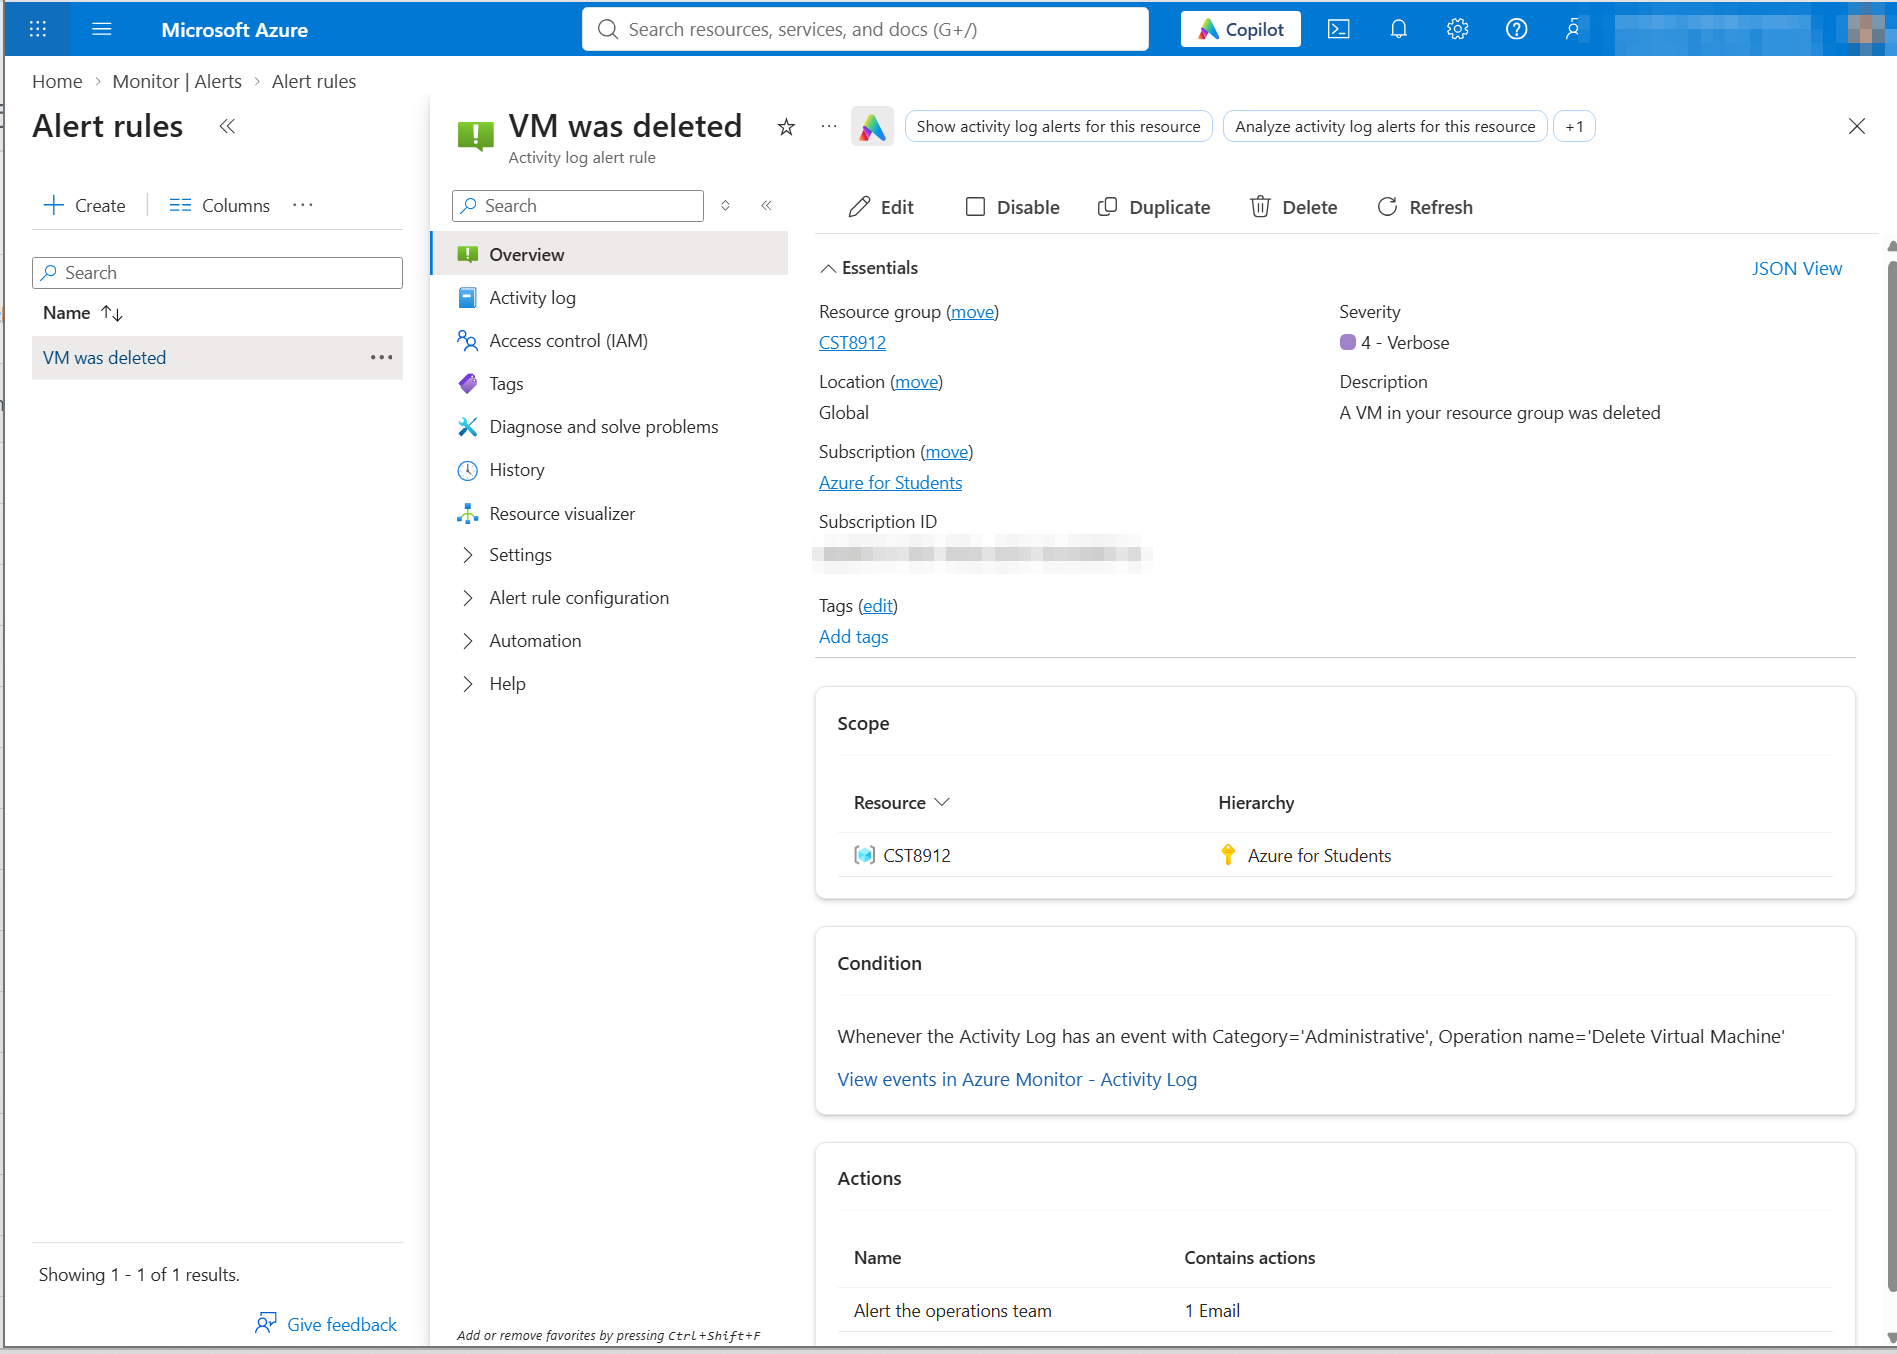 Microsoft Azure
Search resources, services, and docs (G+/)
Copilot
Home > Monitor | Alerts > Alert rules
Alert rules
Create
Columns
Search
Name
VM was deleted
Showing 1 - 1 of 1 results.
Give feedback
VM was deleted
Activity log alert rule
Show activity log alerts for this resource
Analyze activity log alerts for this resource
+1
Search
Overview
Activity log
Access control (IAM)
Tags
Diagnose and solve problems
History
Resource visualizer
Settings
Alert rule configuration
Automation
Help
Add or remove favorites by pressing Ctrl+Shift+F
Edit
Disable
Duplicate
Delete
Refresh
Essentials
JSON View
Resource group (move)
CST8912
Location (move)
Global
Subscription (move)
Azure for Students
Subscription ID
Tags (edit)
Add tags
Severity
4 - Verbose
Description
A VM in your resource group was deleted
Scope
Resource Hierarchy
CST8912 Azure for Students
Condition
Whenever the Activity Log has an event with Category='Administrative', Operation name='Delete Virtual Machine'
View events in Azure Monitor - Activity Log
Actions
Name Contains actions
Alert the operations team 1 Email